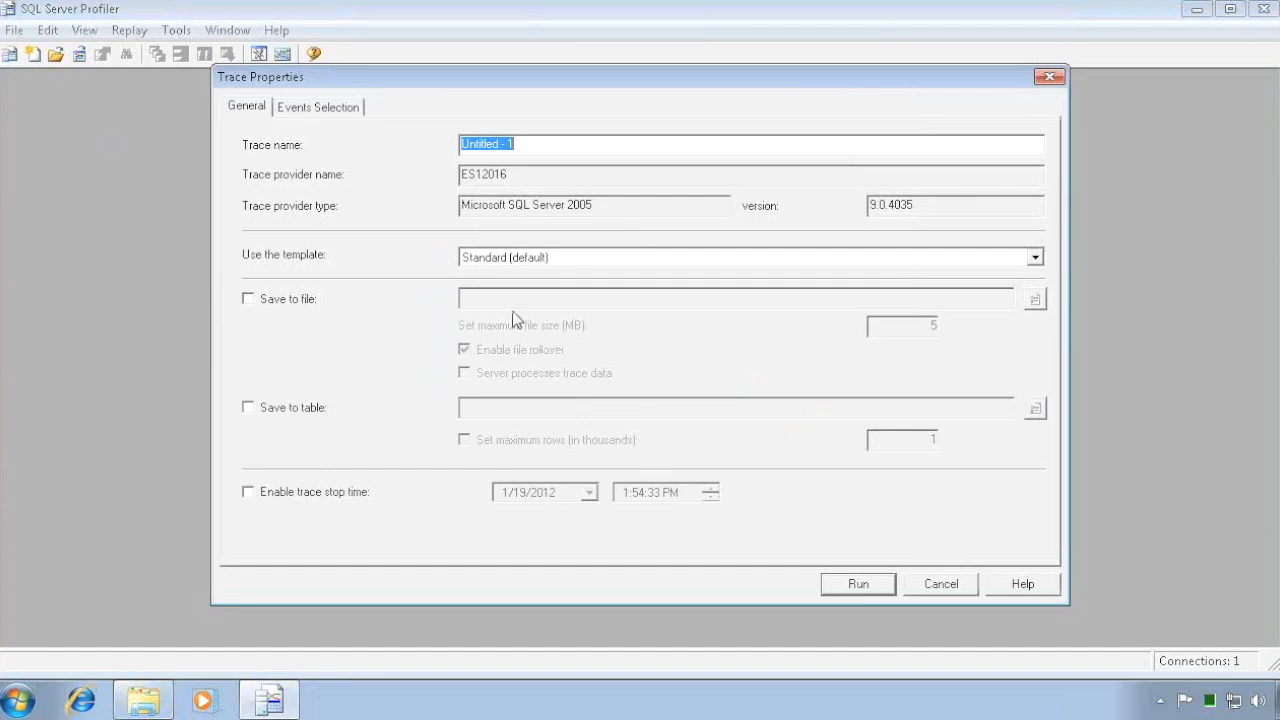 SQL Server Profiler
File Edit View Replay Tools Window Help
Trace Properties
General Events Selection
Trace name: Untitled - 1
Trace provider name: ES12016
Trace provider type: Microsoft SQL Server 2005 version: 9.0.4035
Use the template: Standard (default)
Save to file:
Set maximum file size (MB) 5
Enable file rollover
Server processes trace data
Save to table:
Set maximum rows (in thousands): 1
Enable trace stop time: 1/19/2012 1:54:33 PM
Run Cancel Help
Connections: 1